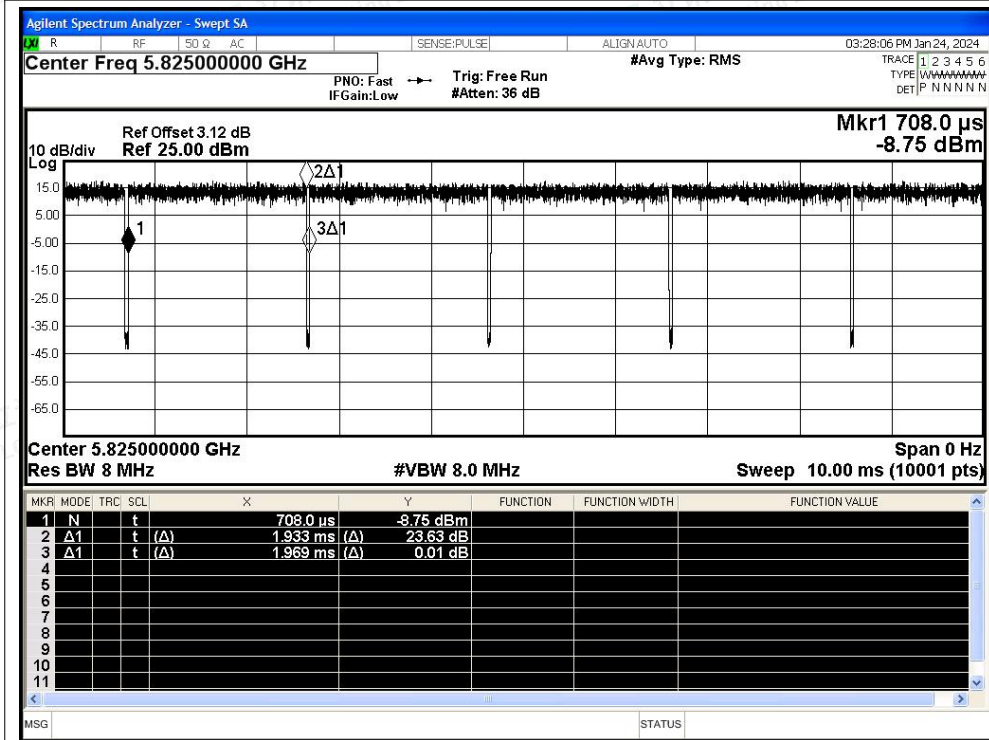 Agilent Spectrum Analyzer - Swept SA
LXI R RF 50 Ω AC SENSE:PULSE ALIGN AUTO 03:28:06 PM Jan 24, 2024
Center Freq 5.825000000 GHz #Avg Type: RMS TRACE 1 2 3 4 5 6
PNO: Fast Trig: Free Run TYPE WWWWWW
IFGain:Low #Atten: 36 dB DET P N N N N N
Mkr1 708.0 µs
Ref Offset 3.12 dB
10 dB/div Ref 25.00 dBm -8.75 dBm
Log
2Δ1
15.0
5.00
1 3Δ1
-5.00
-15.0
-25.0
-35.0
-45.0
-55.0
-65.0
Center 5.825000000 GHz Span 0 Hz
Res BW 8 MHz #VBW 8.0 MHz Sweep 10.00 ms (10001 pts)
MKR MODE TRC SCL X Y FUNCTION FUNCTION WIDTH FUNCTION VALUE
1 N t 708.0 µs -8.75 dBm
2 Δ1 t (Δ) 1.933 ms (Δ) 23.63 dB
3 Δ1 t (Δ) 1.969 ms (Δ) 0.01 dB
4
5
6
7
8
9
10
11
MSG STATUS